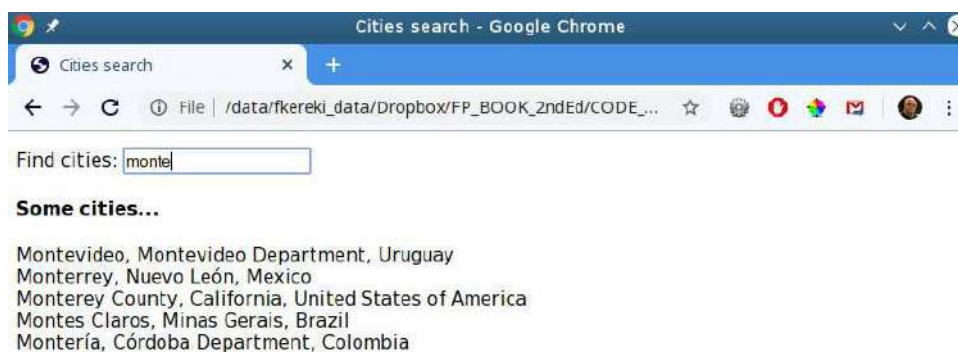 Cities search - Google Chrome
Cities search
File | /data/fkereki_data/Dropbox/FP_BOOK_2ndEd/CODE_...
Find cities: monte
Some cities...
Montevideo, Montevideo Department, Uruguay
Monterrey, Nuevo León, Mexico
Monterey County, California, United States of America
Montes Claros, Minas Gerais, Brazil
Montería, Córdoba Department, Colombia